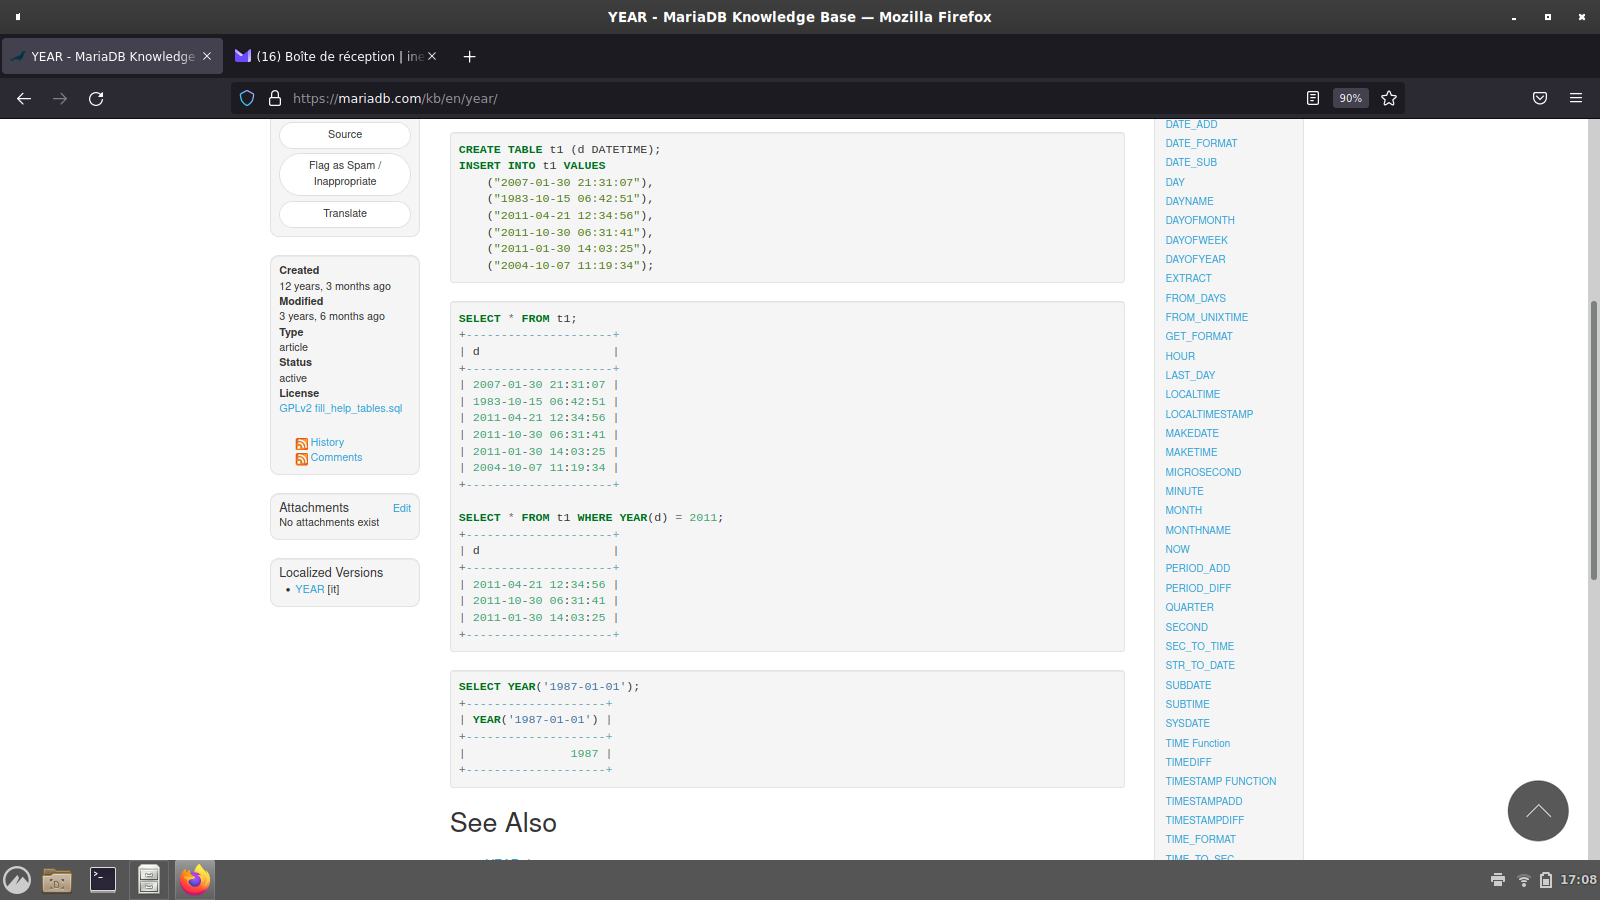 YEAR - MariaDB Knowledge Base — Mozilla Firefox
YEAR - MariaDB Knowledge
(16) Boîte de réception | ine
https://mariadb.com/kb/en/year/
90%
Source
Flag as Spam /
Inappropriate
Translate
Created
12 years, 3 months ago
Modified
3 years, 6 months ago
Type
article
Status
active
License
GPLv2 fill_help_tables.sql
History
Comments
Attachments Edit
No attachments exist
Localized Versions
• YEAR [it]
CREATE TABLE t1 (d DATETIME);
INSERT INTO t1 VALUES
    ("2007-01-30 21:31:07"),
    ("1983-10-15 06:42:51"),
    ("2011-04-21 12:34:56"),
    ("2011-10-30 06:31:41"),
    ("2011-01-30 14:03:25"),
    ("2004-10-07 11:19:34");
SELECT * FROM t1;
+---------------------+
| d                   |
+---------------------+
| 2007-01-30 21:31:07 |
| 1983-10-15 06:42:51 |
| 2011-04-21 12:34:56 |
| 2011-10-30 06:31:41 |
| 2011-01-30 14:03:25 |
| 2004-10-07 11:19:34 |
+---------------------+
SELECT * FROM t1 WHERE YEAR(d) = 2011;
+---------------------+
| d                   |
+---------------------+
| 2011-04-21 12:34:56 |
| 2011-10-30 06:31:41 |
| 2011-01-30 14:03:25 |
+---------------------+
SELECT YEAR('1987-01-01');
+--------------------+
| YEAR('1987-01-01') |
+--------------------+
|               1987 |
+--------------------+
See Also
DATE_ADD
DATE_FORMAT
DATE_SUB
DAY
DAYNAME
DAYOFMONTH
DAYOFWEEK
DAYOFYEAR
EXTRACT
FROM_DAYS
FROM_UNIXTIME
GET_FORMAT
HOUR
LAST_DAY
LOCALTIME
LOCALTIMESTAMP
MAKEDATE
MAKETIME
MICROSECOND
MINUTE
MONTH
MONTHNAME
NOW
PERIOD_ADD
PERIOD_DIFF
QUARTER
SECOND
SEC_TO_TIME
STR_TO_DATE
SUBDATE
SUBTIME
SYSDATE
TIME Function
TIMEDIFF
TIMESTAMP FUNCTION
TIMESTAMPADD
TIMESTAMPDIFF
TIME_FORMAT
TIME_TO_SEC
17:08